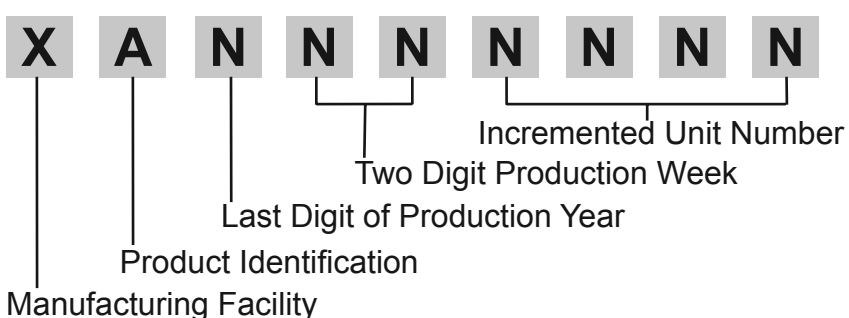 X A N N N N N N N
Incremented Unit Number
Two Digit Production Week
Last Digit of Production Year
Product Identification
Manufacturing Facility